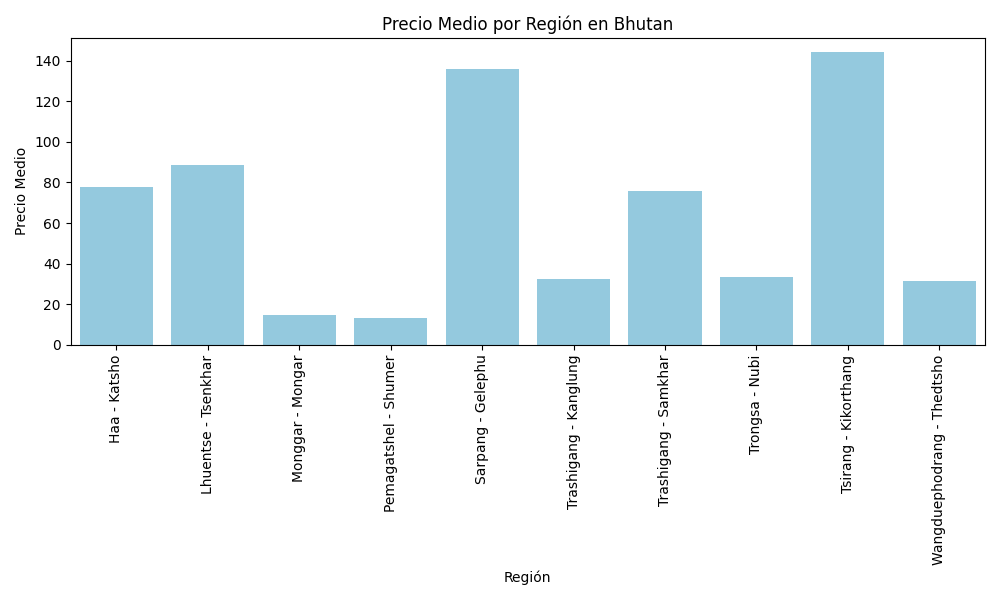 Precio Medio por Región en Bhutan
Precio Medio
140
120
100
80
60
40
20
0
Haa - Katsho
Lhuentse - Tsenkhar
Monggar - Mongar
Pemagatshel - Shumer
Sarpang - Gelephu
Trashigang - Kanglung
Trashigang - Samkhar
Trongsa - Nubi
Tsirang - Kikorthang
Wangduephodrang - Thedtsho
Región